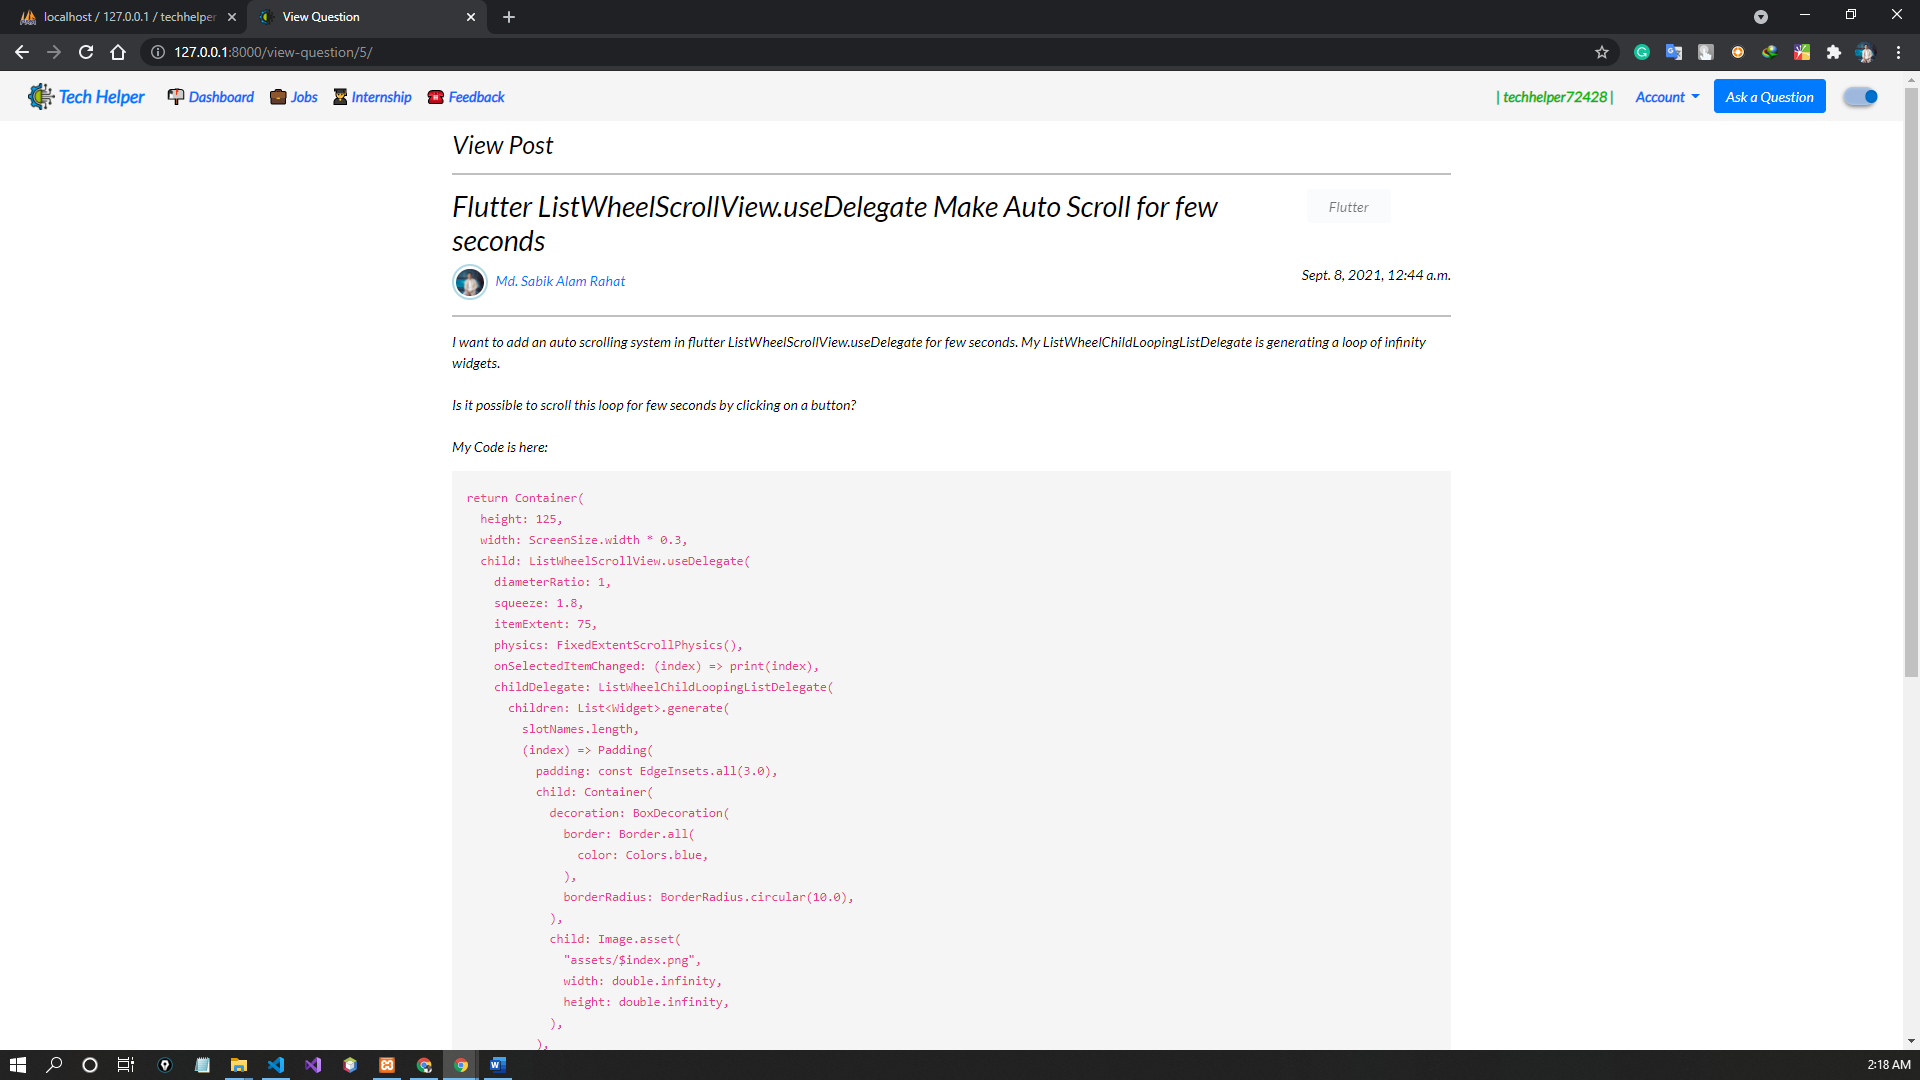 localhost / 127.0.0.1 / techhelper
View Question
127.0.0.1:8000/view-question/5/
Tech Helper Dashboard Jobs Internship Feedback | techhelper72428 | Account Ask a Question
View Post
Flutter ListWheelScrollView.useDelegate Make Auto Scroll for few
seconds
Flutter
Md. Sabik Alam Rahat
Sept. 8, 2021, 12:44 a.m.
I want to add an auto scrolling system in flutter ListWheelScrollView.useDelegate for few seconds. My ListWheelChildLoopingListDelegate is generating a loop of infinity
widgets.
Is it possible to scroll this loop for few seconds by clicking on a button?
My Code is here:
return Container(
  height: 125,
  width: ScreenSize.width * 0.3,
  child: ListWheelScrollView.useDelegate(
    diameterRatio: 1,
    squeeze: 1.8,
    itemExtent: 75,
    physics: FixedExtentScrollPhysics(),
    onSelectedItemChanged: (index) => print(index),
    childDelegate: ListWheelChildLoopingListDelegate(
      children: List<Widget>.generate(
        slotNames.length,
        (index) => Padding(
          padding: const EdgeInsets.all(3.0),
          child: Container(
            decoration: BoxDecoration(
              border: Border.all(
                color: Colors.blue,
              ),
              borderRadius: BorderRadius.circular(10.0),
            ),
            child: Image.asset(
              "assets/$index.png",
              width: double.infinity,
              height: double.infinity,
            ),
          ),
2:18 AM